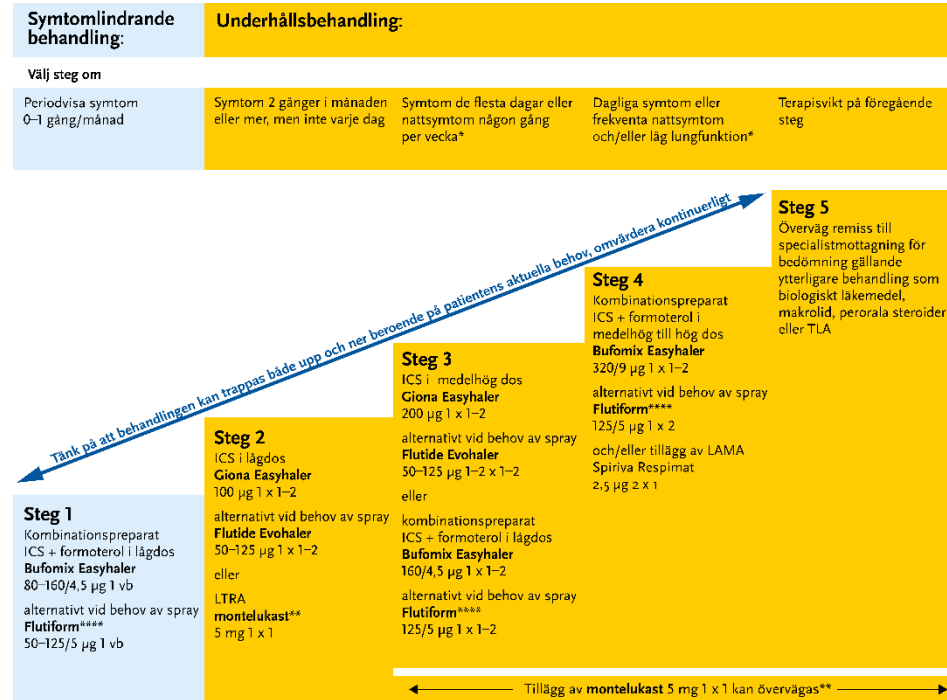 Symtomlindrande
behandling:
Underhållsbehandling:
Välj steg om
Periodvisa symtom
0–1 gång/månad
Symtom 2 gånger i månaden
eller mer, men inte varje dag
Symtom de flesta dagar eller
nattsymtom någon gång
per vecka*
Dagliga symtom eller
frekventa nattsymtom
och/eller låg lungfunktion*
Terapisvikt på föregående
steg
Tänk på att behandlingen kan trappas både upp och ner beroende på patientens aktuella behov, omvärdera kontinuerligt
Steg 1
Kombinationspreparat
ICS + formoterol i lågdos
Bufomix Easyhaler
80–160/4,5 µg 1 vb
alternativt vid behov av spray
Flutiform****
50–125/5 µg 1 vb
Steg 2
ICS i lågdos
Giona Easyhaler
100 µg 1 x 1–2
alternativt vid behov av spray
Flutide Evohaler
50–125 µg 1 x 1–2
eller
LTRA
montelukast**
5 mg 1 x 1
Steg 3
ICS i medelhög dos
Giona Easyhaler
200 µg 1 x 1–2
alternativt vid behov av spray
Flutide Evohaler
50–125 µg 1–2 x 1–2
eller
kombinationspreparat
ICS + formoterol i lågdos
Bufomix Easyhaler
160/4,5 µg 1 x 1–2
alternativt vid behov av spray
Flutiform****
125/5 µg 1 x 1–2
Steg 4
Kombinationspreparat
ICS + formoterol i
medelhög till hög dos
Bufomix Easyhaler
320/9 µg 1 x 1–2
alternativt vid behov av spray
Flutiform****
125/5 µg 1 x 2
och/eller tillägg av LAMA
Spiriva Respimat
2,5 µg 2 x 1
Steg 5
Överväg remiss till
specialistmottagning för
bedömning gällande
ytterligare behandling som
biologiskt läkemedel,
makrolid, perorala steroider
eller TLA
Tillägg av montelukast 5 mg 1 x 1 kan övervägas**